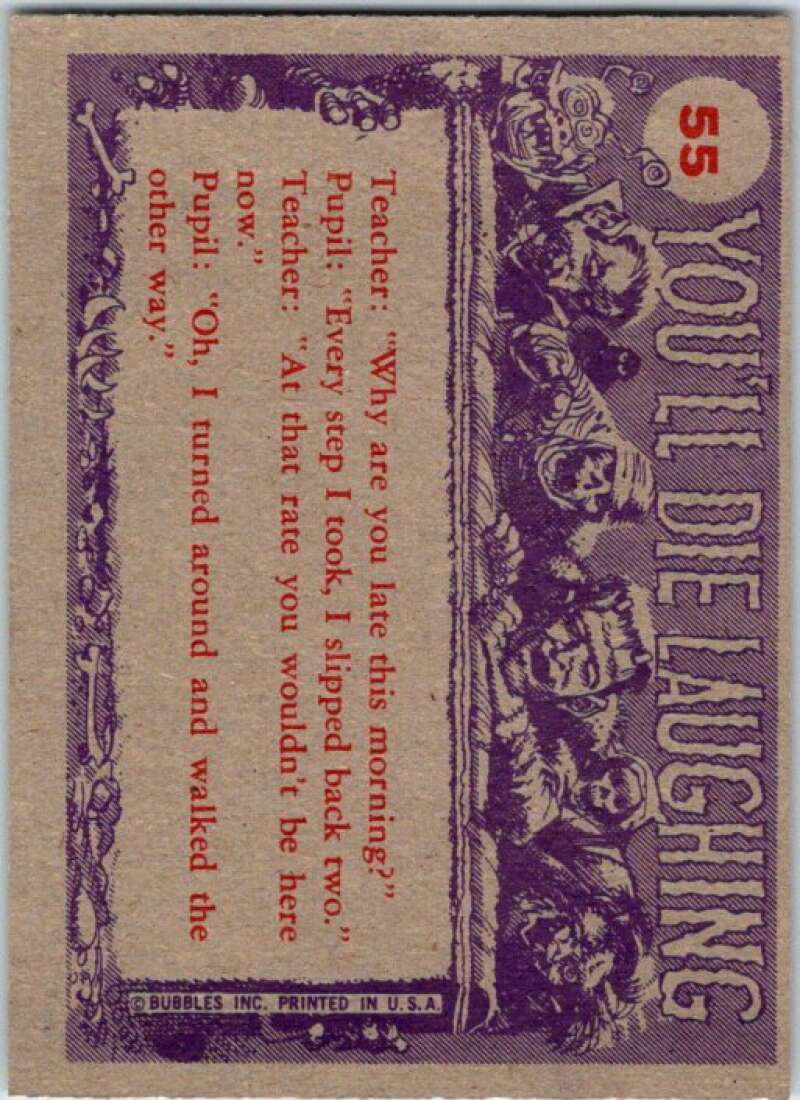 55
YOU'LL DIE LAUGHING
Teacher: "Why are you late this morning?"
Pupil: "Every step I took, I slipped back two."
Teacher: "At that rate you wouldn't be here
now."
Pupil: "Oh, I turned around and walked the
other way."
© BUBBLES INC. PRINTED IN U.S.A.